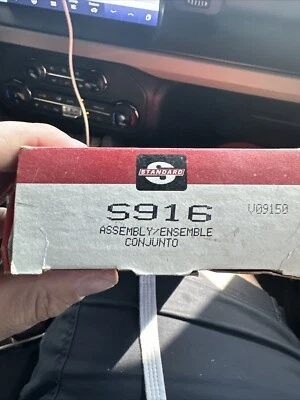 S
STANDARD
S916
V09150
ASSEMBLY/ENSEMBLE
CONJUNTO